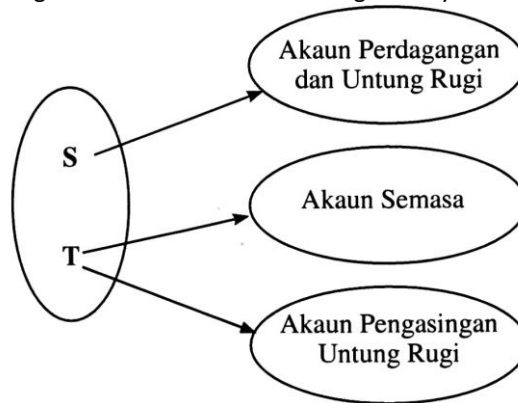 Akaun Perdagangan
dan Untung Rugi
S
Akaun Semasa
T
Akaun Pengasingan
Untung Rugi